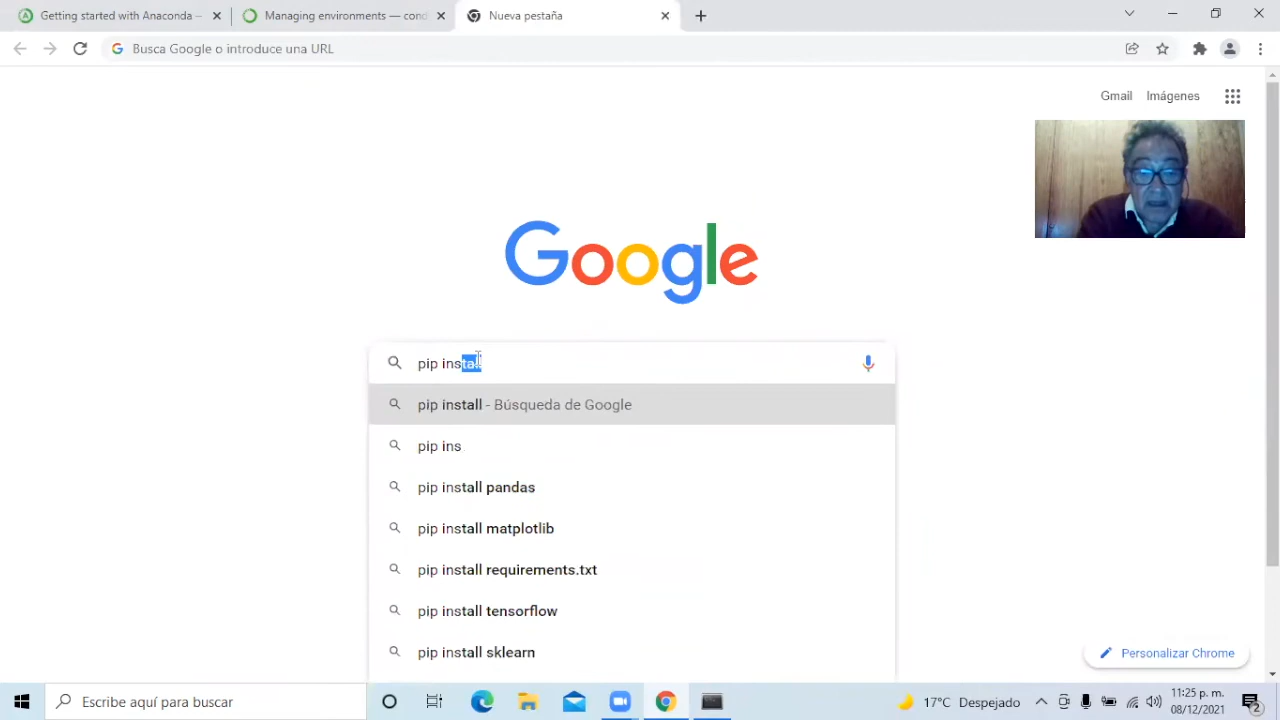 Getting started with Anaconda –
Managing environments — cond
Nueva pestaña
Busca Google o introduce una URL
Gmail
Imágenes
Google
pip install
pip install - Búsqueda de Google
pip ins
pip install pandas
pip install matplotlib
pip install requirements.txt
pip install tensorflow
pip install sklearn
Personalizar Chrome
Escribe aquí para buscar
17°C Despejado
11:25 p. m.
08/12/2021
2